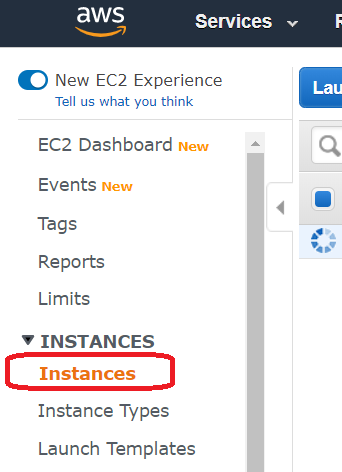 aws
Services
R
New EC2 Experience
Tell us what you think
Lau
EC2 Dashboard New
Events New
Tags
Reports
Limits
INSTANCES
Instances
Instance Types
Launch Templates